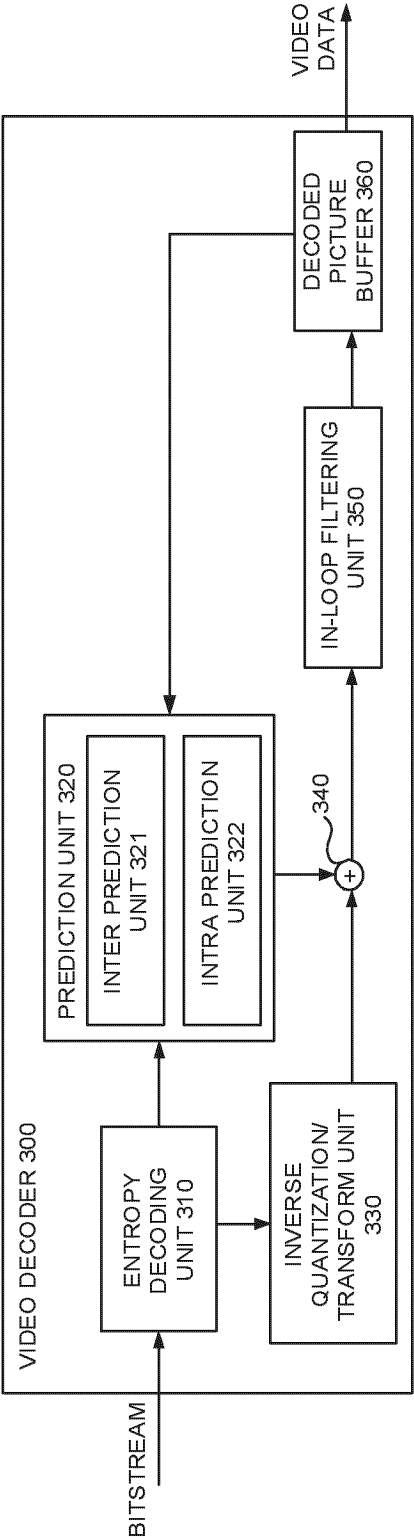 VIDEO DECODER 300
BITSTREAM
ENTROPY
DECODING
UNIT 310
PREDICTION UNIT 320
INTER PREDICTION
UNIT 321
INTRA PREDICTION
UNIT 322
INVERSE
QUANTIZATION/
TRANSFORM UNIT
330
+
340
IN-LOOP FILTERING
UNIT 350
DECODED
PICTURE
BUFFER 360
VIDEO
DATA